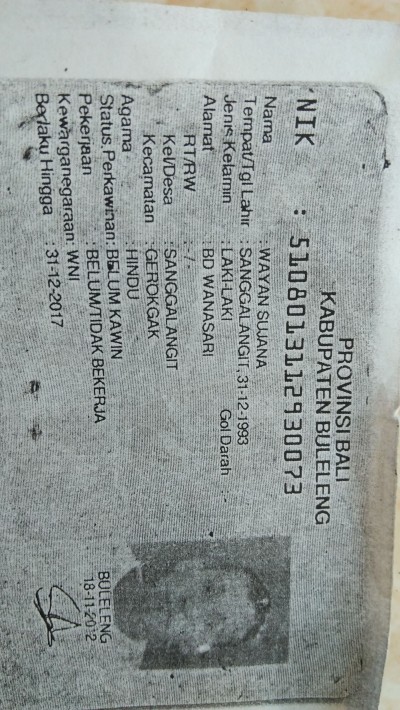 PROVINSI BALI
KABUPATEN BULELENG
NIK : 5108013112930073
Nama : WAYAN SUJANA
Tempat/Tgl Lahir : SANGGALANGIT, 31-12-1993
Jenis Kelamin : LAKI-LAKI Gol Darah : -
Alamat BD WANASARI
RT/RW : - / -
Kel/Desa : SANGGALANGIT
Kecamatan : GEROKGAK
Agama : HINDU
Status Perkawinan: BELUM KAWIN
Pekerjaan : BELUM/TIDAK BEKERJA
Kewarganegaraan: WNI
Berlaku Hingga : 31-12-2017
BULELENG
18-11-2012